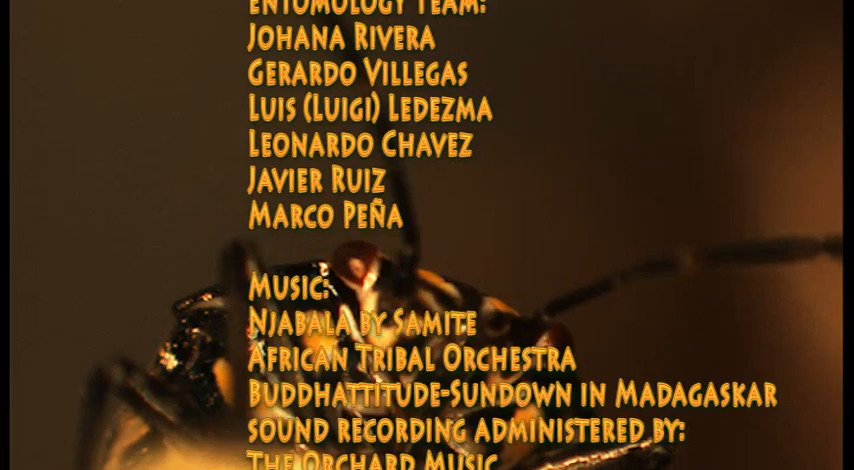 ENTOMOLOGY TEAM:
JOHANA RIVERA
GERARDO VILLEGAS
LUIS (LUIGI) LEDEZMA
LEONARDO CHAVEZ
JAVIER RUIZ
MARCO PEÑA
MUSIC:
NJABALA BY SAMITE
AFRICAN TRIBAL ORCHESTRA
BUDDHATTITUDE-SUNDOWN IN MADAGASKAR
SOUND RECORDING ADMINISTERED BY:
THE ORCHARD MUSIC